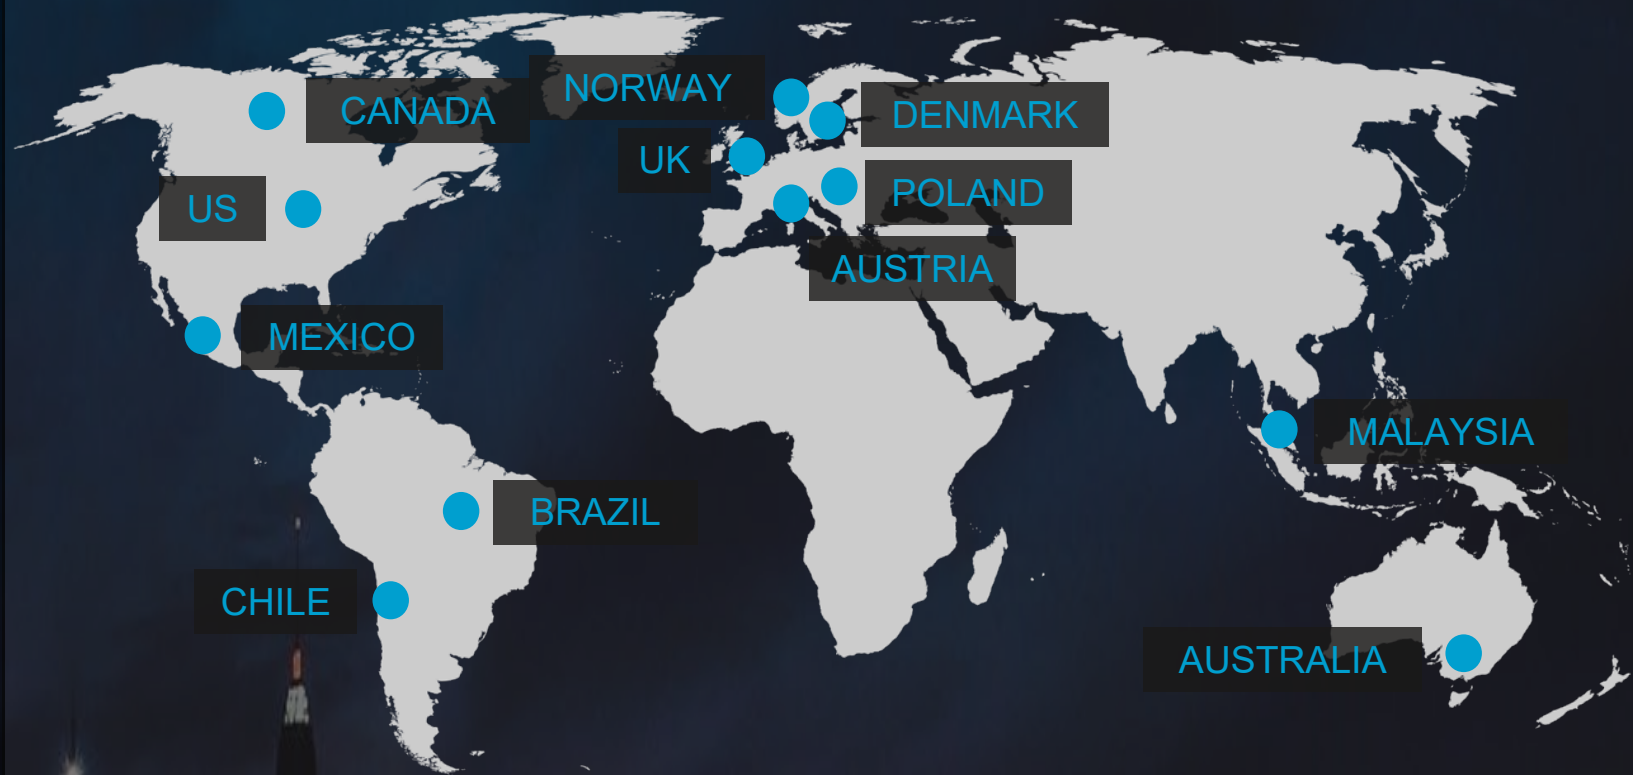 NORWAY
CANADA
DENMARK
UK
POLAND
US
AUSTRIA
MEXICO
MALAYSIA
BRAZIL
CHILE
AUSTRALIA